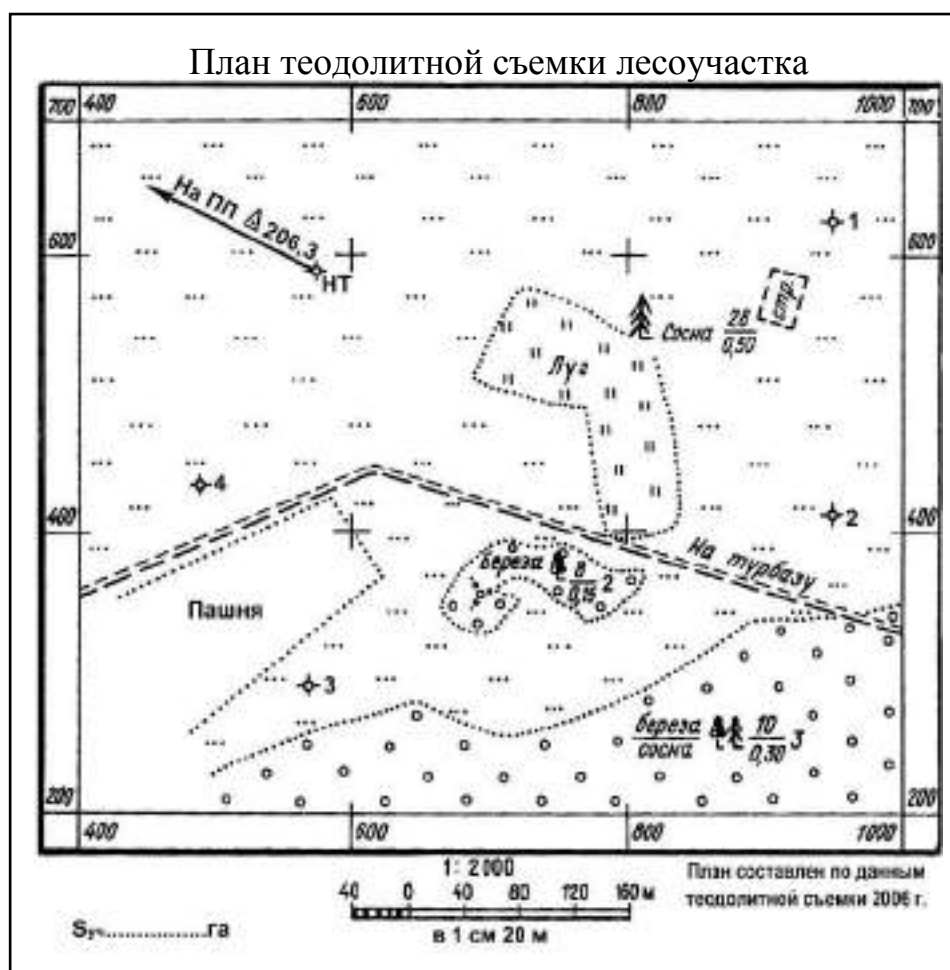 План теодолитной съемки лесоучастка
700 400 600 800 1000 700
На ПП 206,3
1
600 600
НТ
стр.
Сосна 28
0,50
Луг
4
2
400 400
На турбазу
береза 8 2
0,15
Пашня
3
береза 10 3
сосна 0,30
200 200
400 600 800 1000
1: 2000
40 0 40 80 120 160 м
в 1 см 20 м
План составлен по данным
теодолитной съемки 2006 г.
Sуч...............га